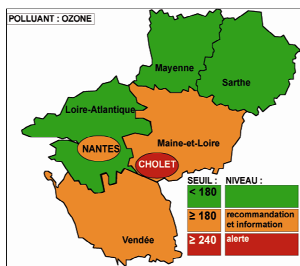 POLLUANT : OZONE
Mayenne
Sarthe
Loire-Atlantique
Maine-et-Loire
NANTES
CHOLET
Vendée
SEUIL : NIVEAU :
< 180
≥ 180 recommandation
et information
≥ 240 alerte